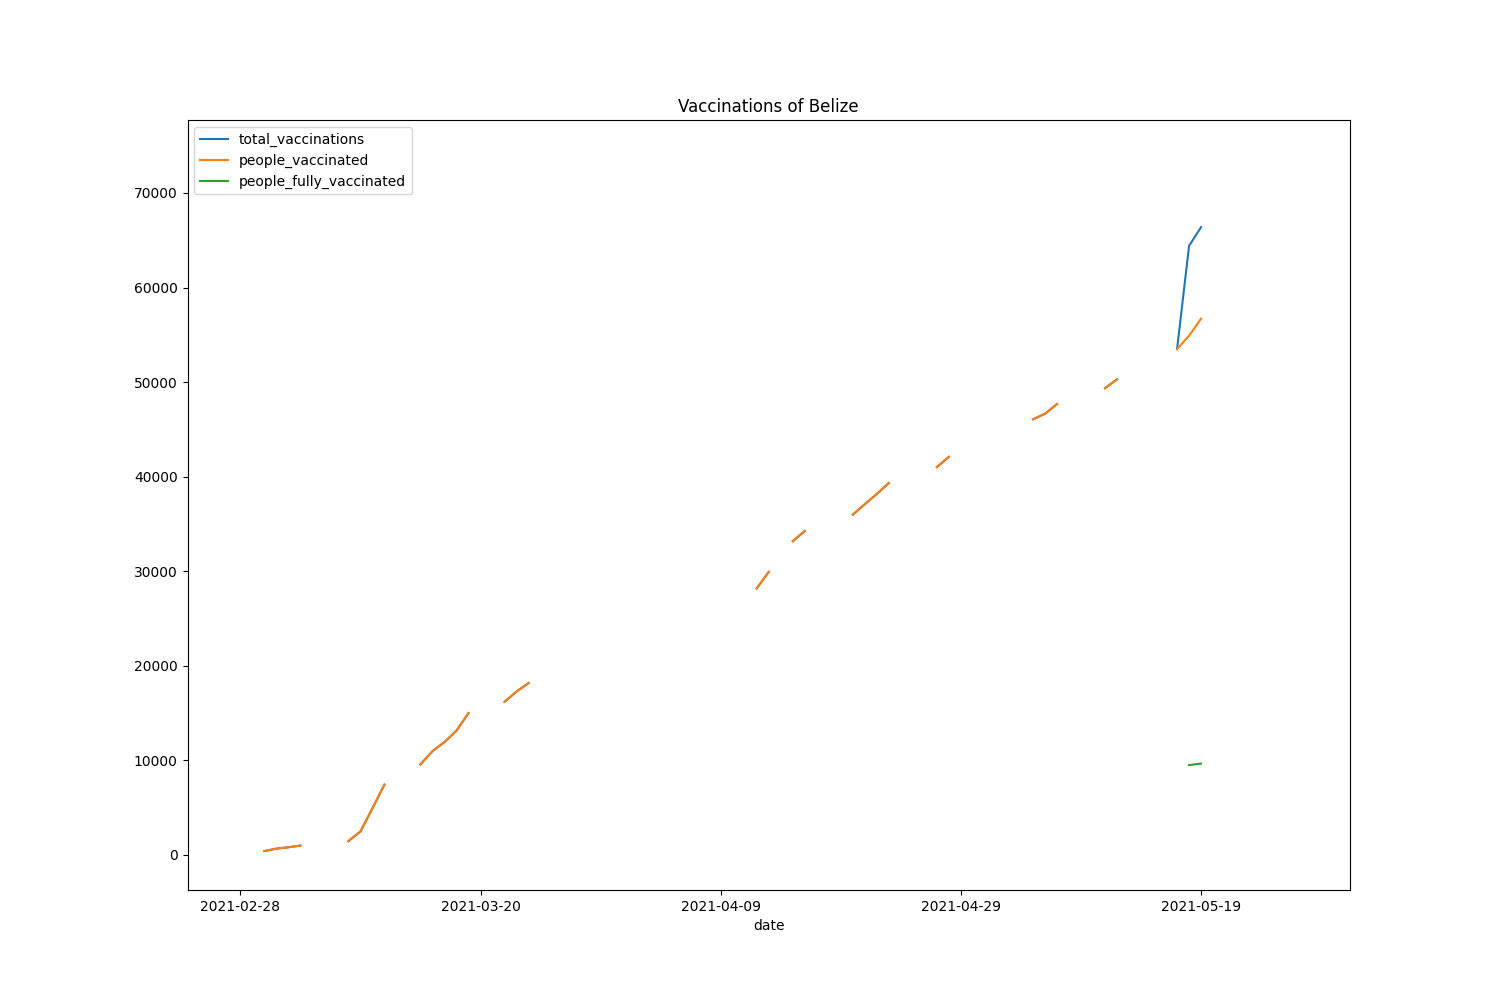 Vaccinations of Belize
total_vaccinations
people_vaccinated
people_fully_vaccinated
70000
60000
50000
40000
30000
20000
10000
0
2021-02-28 2021-03-20 2021-04-09 2021-04-29 2021-05-19
date